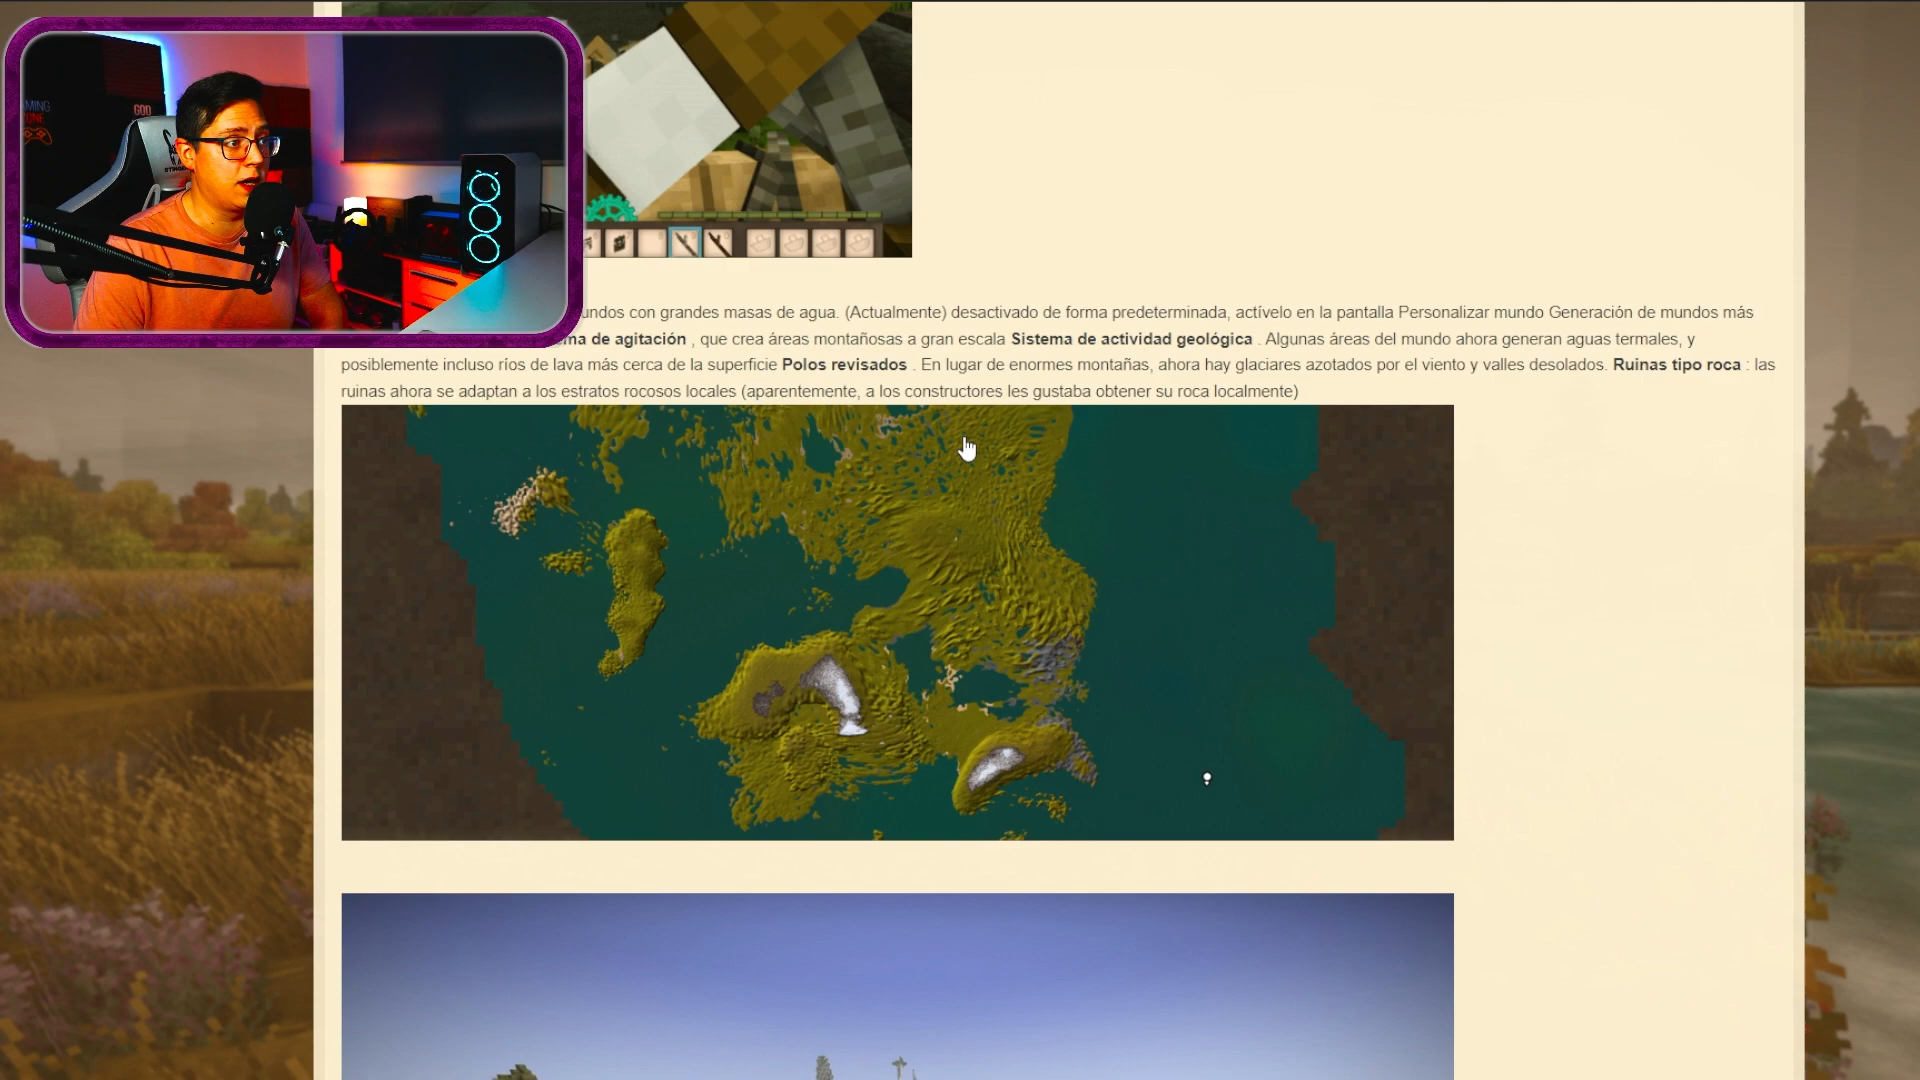 GOD
undos con grandes masas de agua. (Actualmente) desactivado de forma predeterminada, actívelo en la pantalla Personalizar mundo Generación de mundos más
ma de agitación , que crea áreas montañosas a gran escala Sistema de actividad geológica . Algunas áreas del mundo ahora generan aguas termales, y
posiblemente incluso ríos de lava más cerca de la superficie Polos revisados . En lugar de enormes montañas, ahora hay glaciares azotados por el viento y valles desolados. Ruinas tipo roca : las
ruinas ahora se adaptan a los estratos rocosos locales (aparentemente, a los constructores les gustaba obtener su roca localmente)